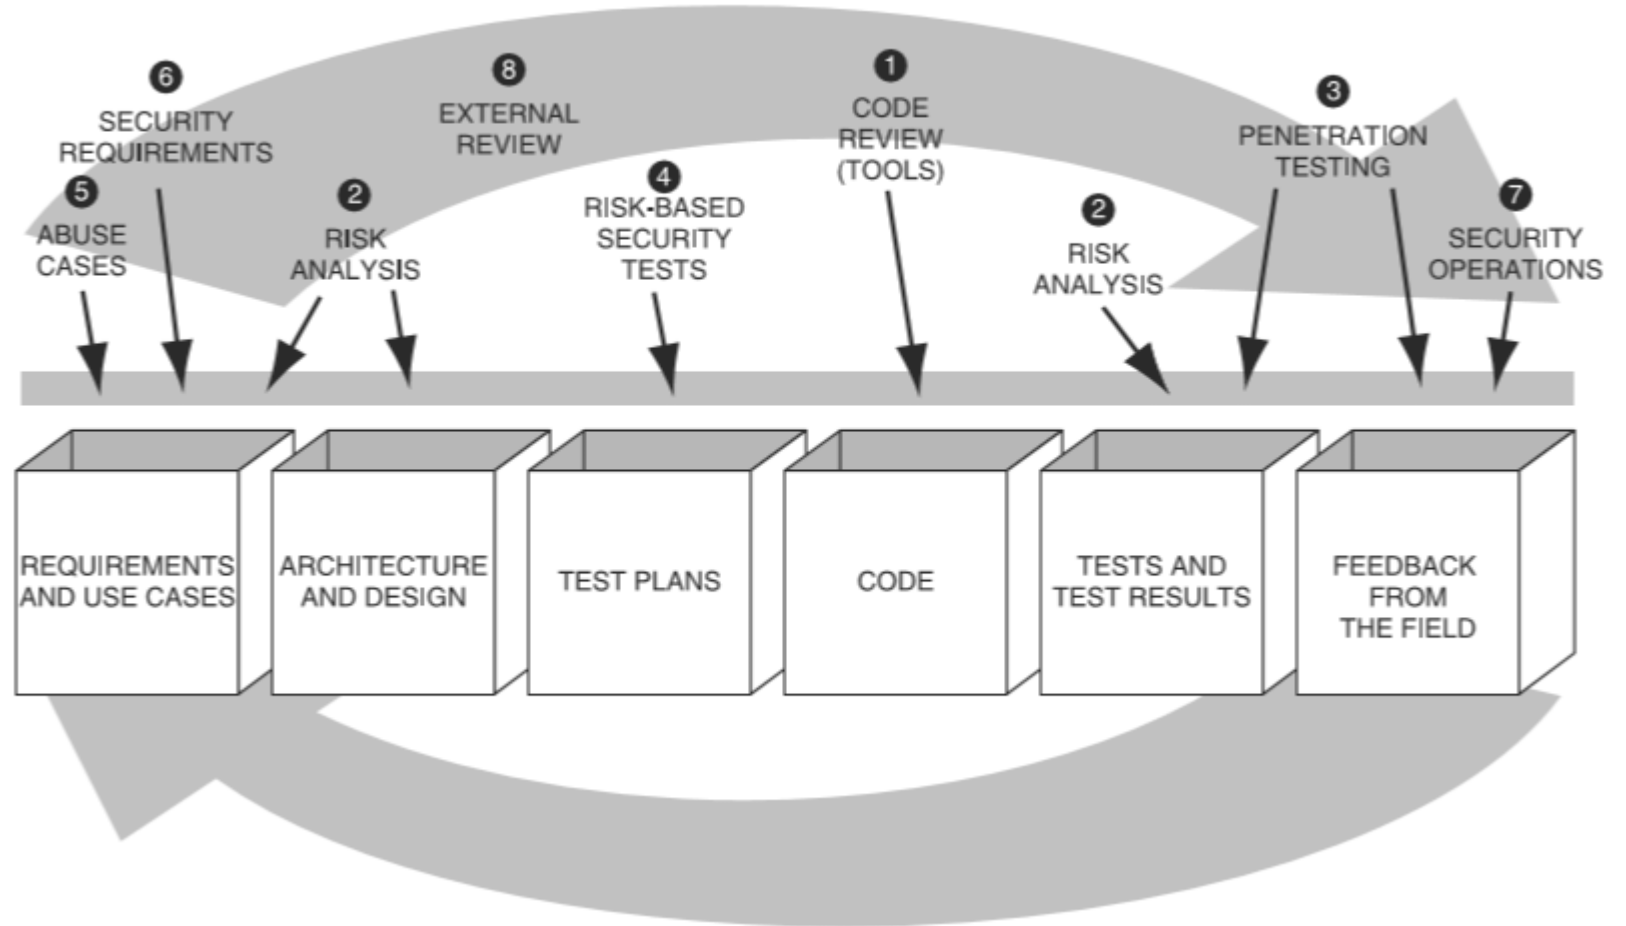 6
SECURITY
REQUIREMENTS
5
ABUSE
CASES
8
EXTERNAL
REVIEW
2
RISK
ANALYSIS
4
RISK-BASED
SECURITY
TESTS
1
CODE
REVIEW
(TOOLS)
2
RISK
ANALYSIS
3
PENETRATION
TESTING
7
SECURITY
OPERATIONS
REQUIREMENTS
AND USE CASES
ARCHITECTURE
AND DESIGN
TEST PLANS
CODE
TESTS AND
TEST RESULTS
FEEDBACK
FROM
THE FIELD